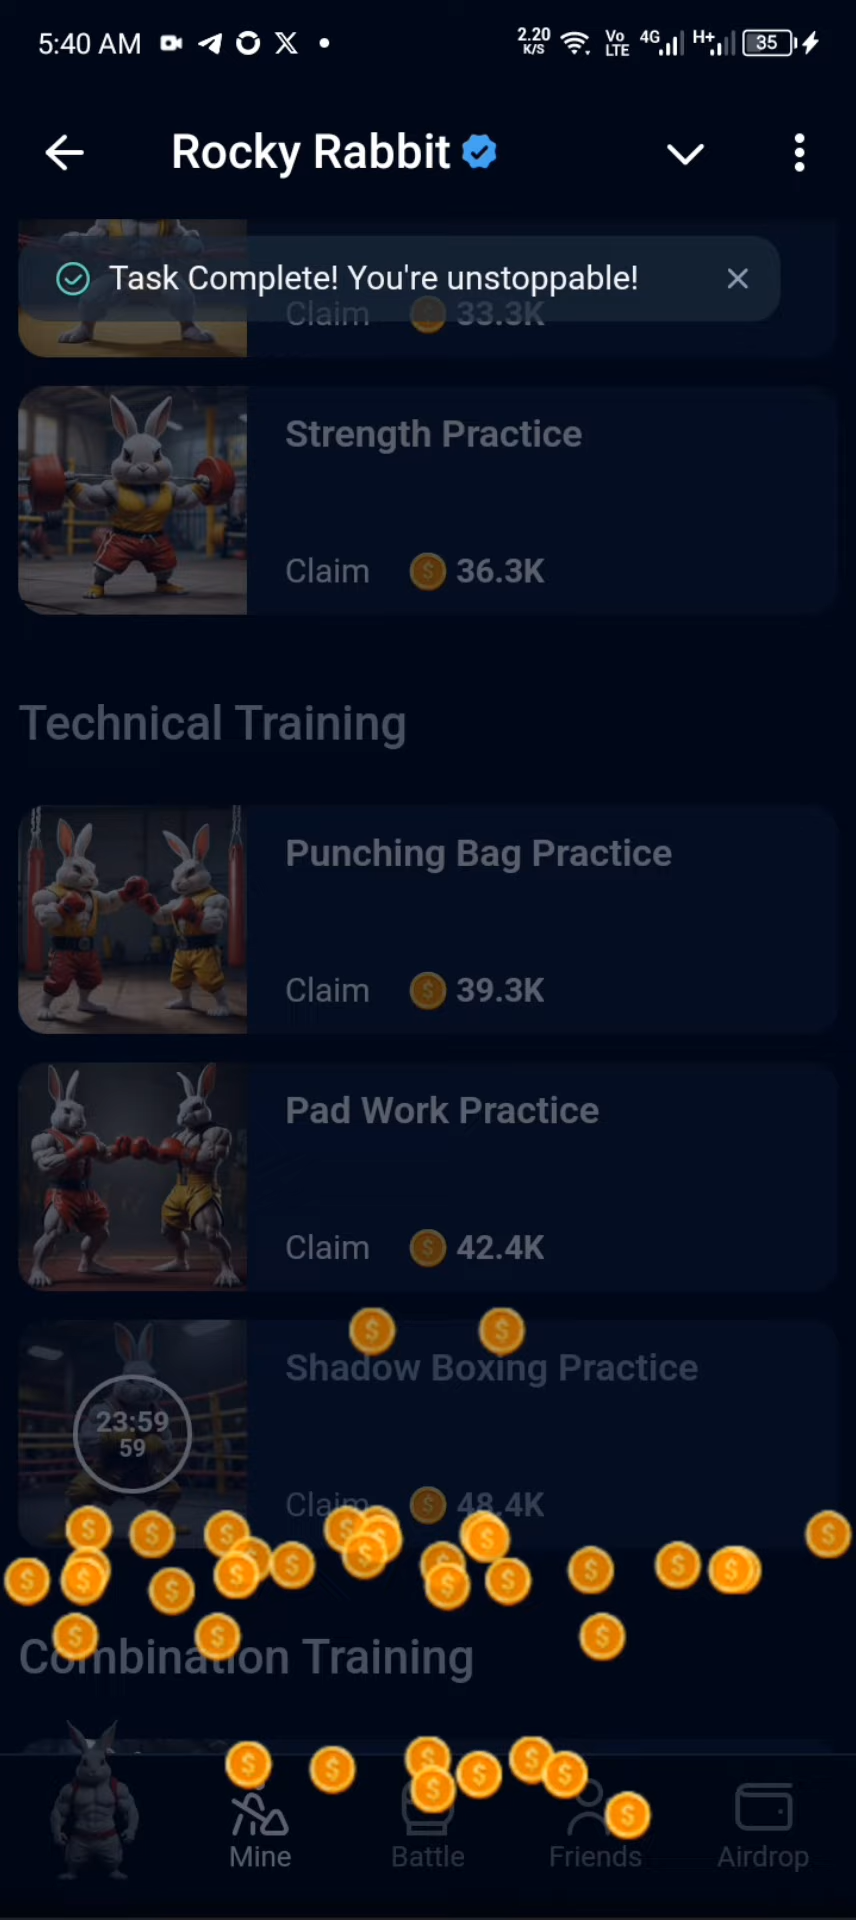 5:40 AM
2.20 K/S Vo LTE 4G H+ 35
Rocky Rabbit
Task Complete! You're unstoppable!
Claim 33.3K
Strength Practice
Claim 36.3K
Technical Training
Punching Bag Practice
Claim 39.3K
Pad Work Practice
Claim 42.4K
Shadow Boxing Practice
23:59
59
Claim 48.4K
Combination Training
Mine Battle Friends Airdrop